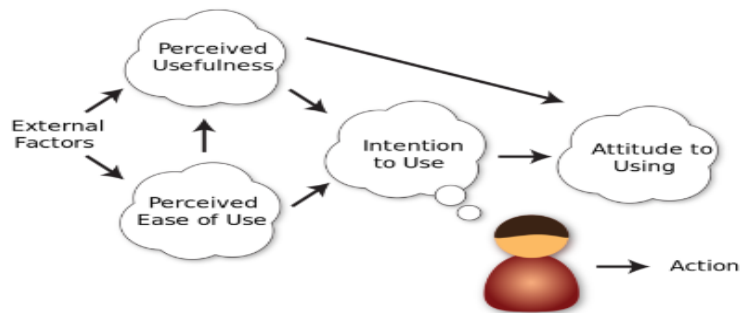 Perceived
Usefulness
External
Factors
Intention
to Use
Attitude to
Using
Perceived
Ease of Use
Action